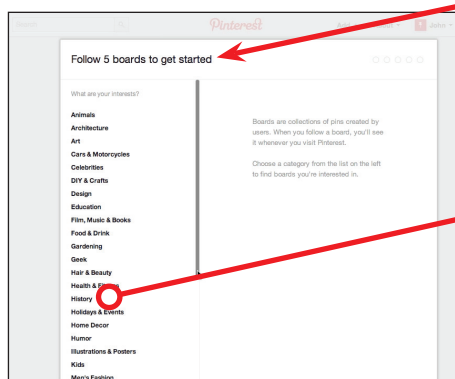 Search
Pinterest
John
Follow 5 boards to get started
What are your interests?
Animals
Architecture
Art
Cars & Motorcycles
Celebrities
DIY & Crafts
Design
Education
Film, Music & Books
Food & Drink
Gardening
Geek
Hair & Beauty
Health & Fitness
History
Holidays & Events
Home Decor
Humor
Illustrations & Posters
Kids
Men's Fashion
Boards are collections of pins created by
users. When you follow a board, you'll see
it whenever you visit Pinterest.
Choose a category from the list on the left
to find boards you're interested in.